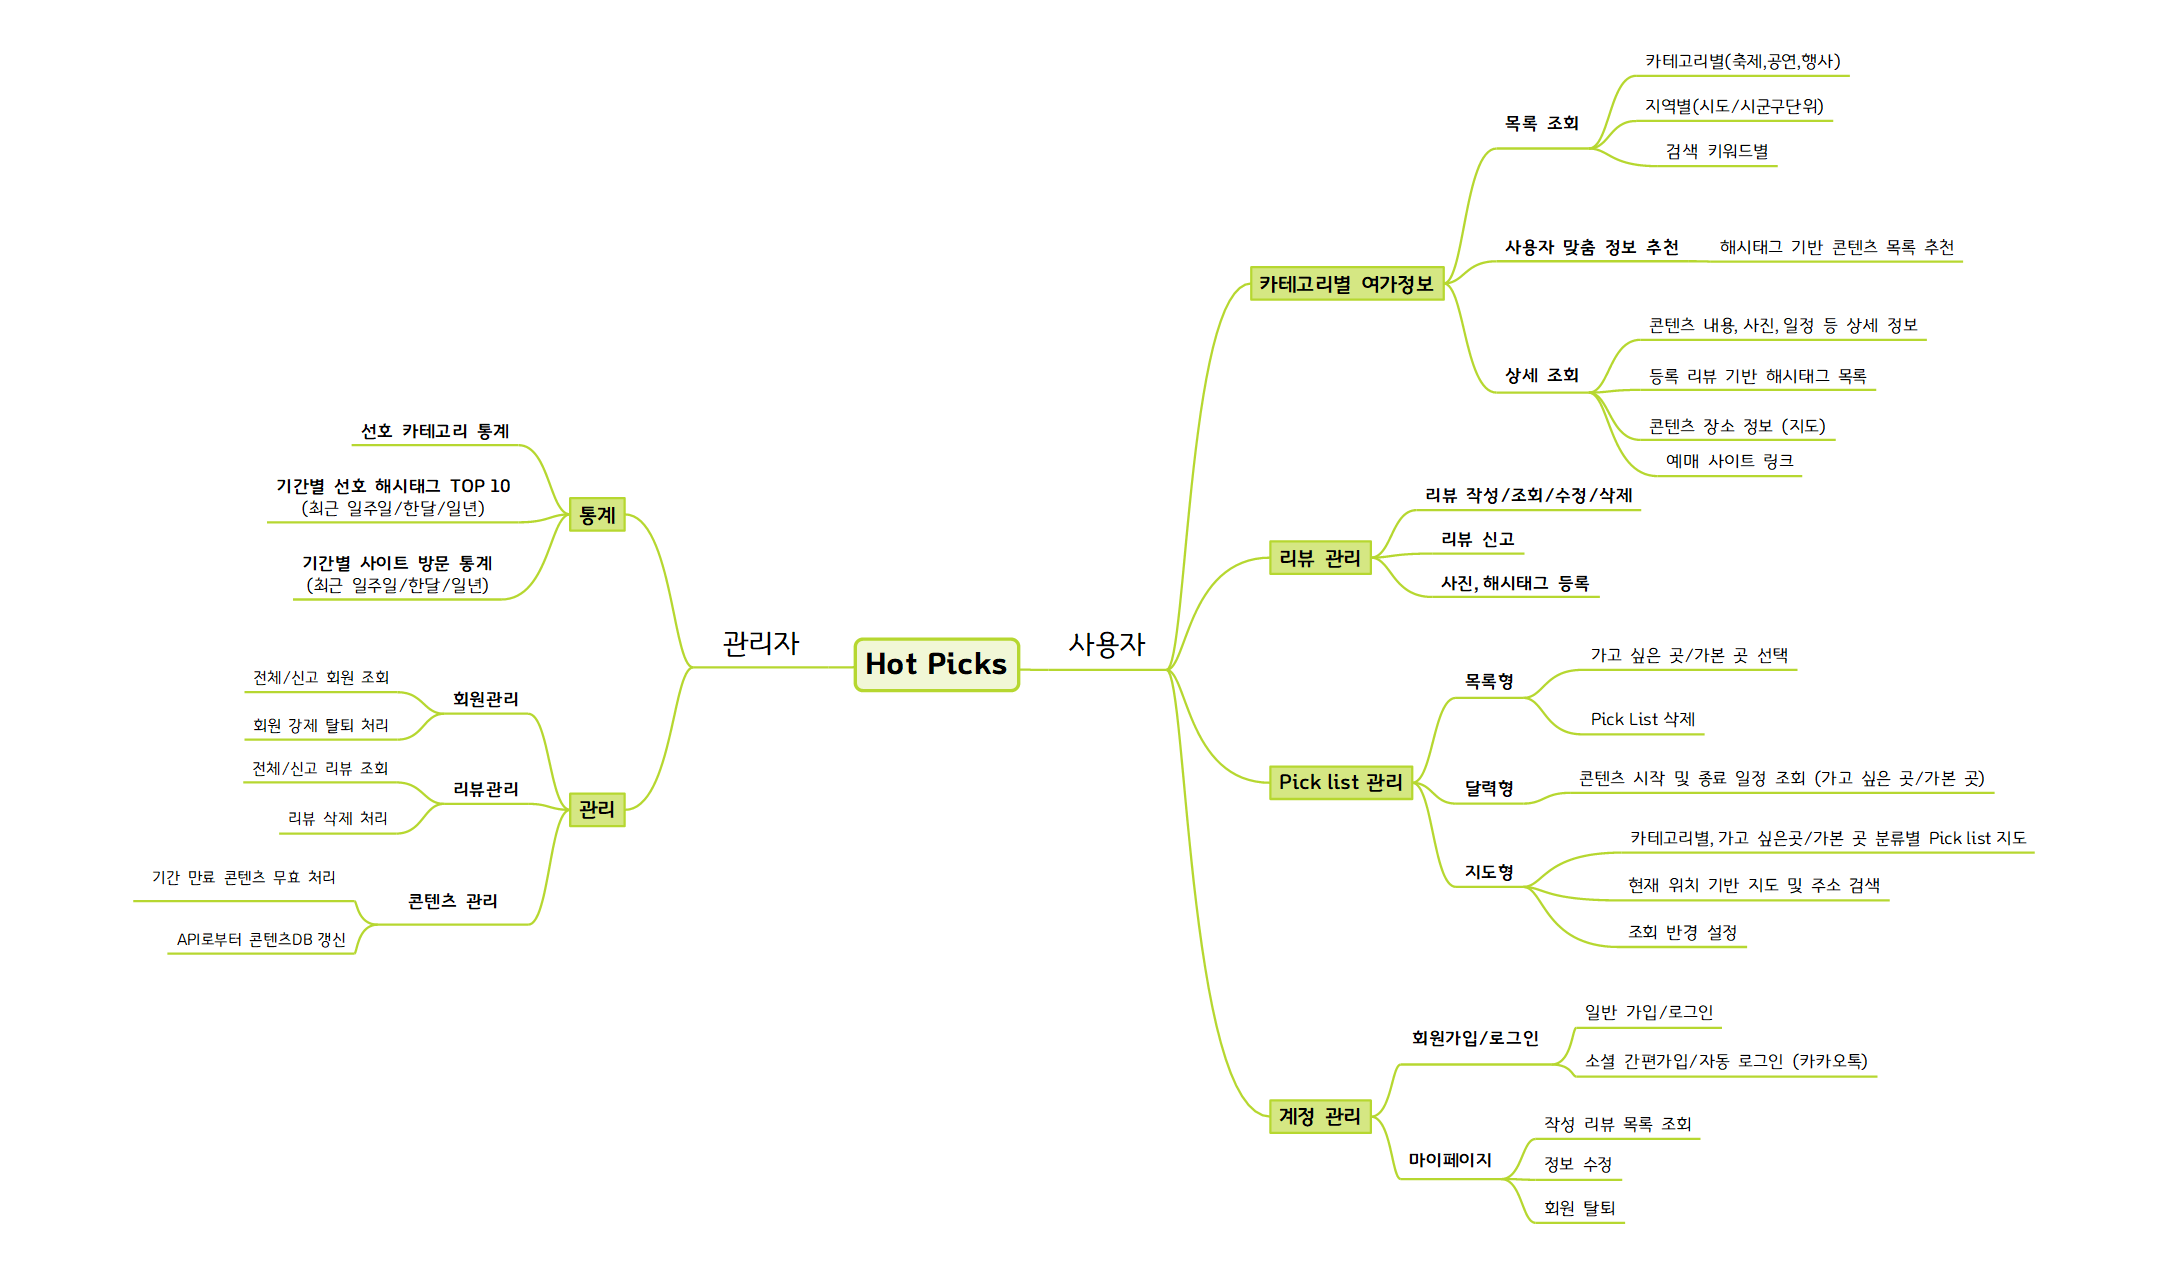 Hot Picks
관리자
통계
선호 카테고리 통계
기간별 선호 해시태그 TOP 10
(최근 일주일/한달/일년)
기간별 사이트 방문 통계
(최근 일주일/한달/일년)
관리
회원관리
전체/신고 회원 조회
회원 강제 탈퇴 처리
리뷰관리
전체/신고 리뷰 조회
리뷰 삭제 처리
콘텐츠 관리
기간 만료 콘텐츠 무효 처리
API로부터 콘텐츠DB 갱신
사용자
카테고리별 여가정보
목록 조회
카테고리별(축제,공연,행사)
지역별(시도/시군구단위)
검색 키워드별
사용자 맞춤 정보 추천
해시태그 기반 콘텐츠 목록 추천
상세 조회
콘텐츠 내용, 사진, 일정 등 상세 정보
등록 리뷰 기반 해시태그 목록
콘텐츠 장소 정보 (지도)
예매 사이트 링크
리뷰 관리
리뷰 작성/조회/수정/삭제
리뷰 신고
사진, 해시태그 등록
Pick list 관리
목록형
가고 싶은 곳/가본 곳 선택
Pick List 삭제
달력형
콘텐츠 시작 및 종료 일정 조회 (가고 싶은 곳/가본 곳)
지도형
카테고리별, 가고 싶은곳/가본 곳 분류별 Pick list 지도
현재 위치 기반 지도 및 주소 검색
조회 반경 설정
계정 관리
회원가입/로그인
일반 가입/로그인
소셜 간편가입/자동 로그인 (카카오톡)
마이페이지
작성 리뷰 목록 조회
정보 수정
회원 탈퇴